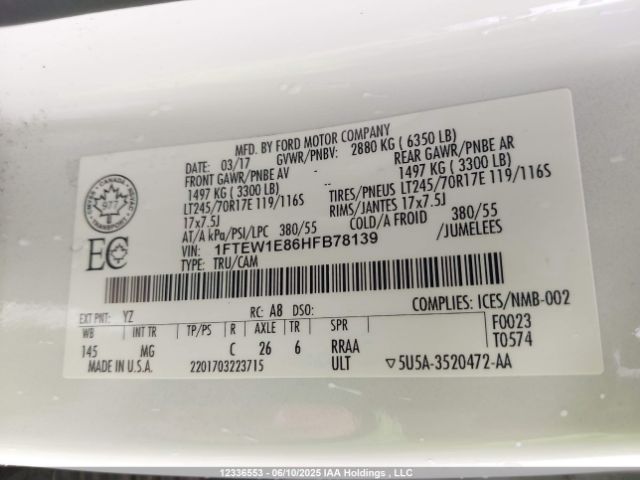 MFD. BY FORD MOTOR COMPANY
DATE: 03/17 GVWR/PNBV: 2880 KG ( 6350 LB)
FRONT GAWR/PNBE AV REAR GAWR/PNBE AR
1497 KG ( 3300 LB) 1497 KG ( 3300 LB)
LT245/70R17E 119/116S TIRES/PNEUS LT245/70R17E 119/116S
17x7.5J RIMS/JANTES 17x7.5J
AT/A kPa/PSI/LPC 380/55 COLD/A FROID 380/55
VIN: 1FTEW1E86HFB78139 /JUMELEES
TYPE: TRU/CAM
CANADA
977
TRANSPORT
EC
EXT PNT: YZ RC: A8 DSO: COMPLIES: ICES/NMB-002
WB INT TR TP/PS R AXLE TR SPR F0023
145 MG C 26 6 RRAA T0574
MADE IN U.S.A. 2201703223715 ULT ▽5U5A-3520472-AA
12336553 — 06/10/2025 IAA Holdings , LLC